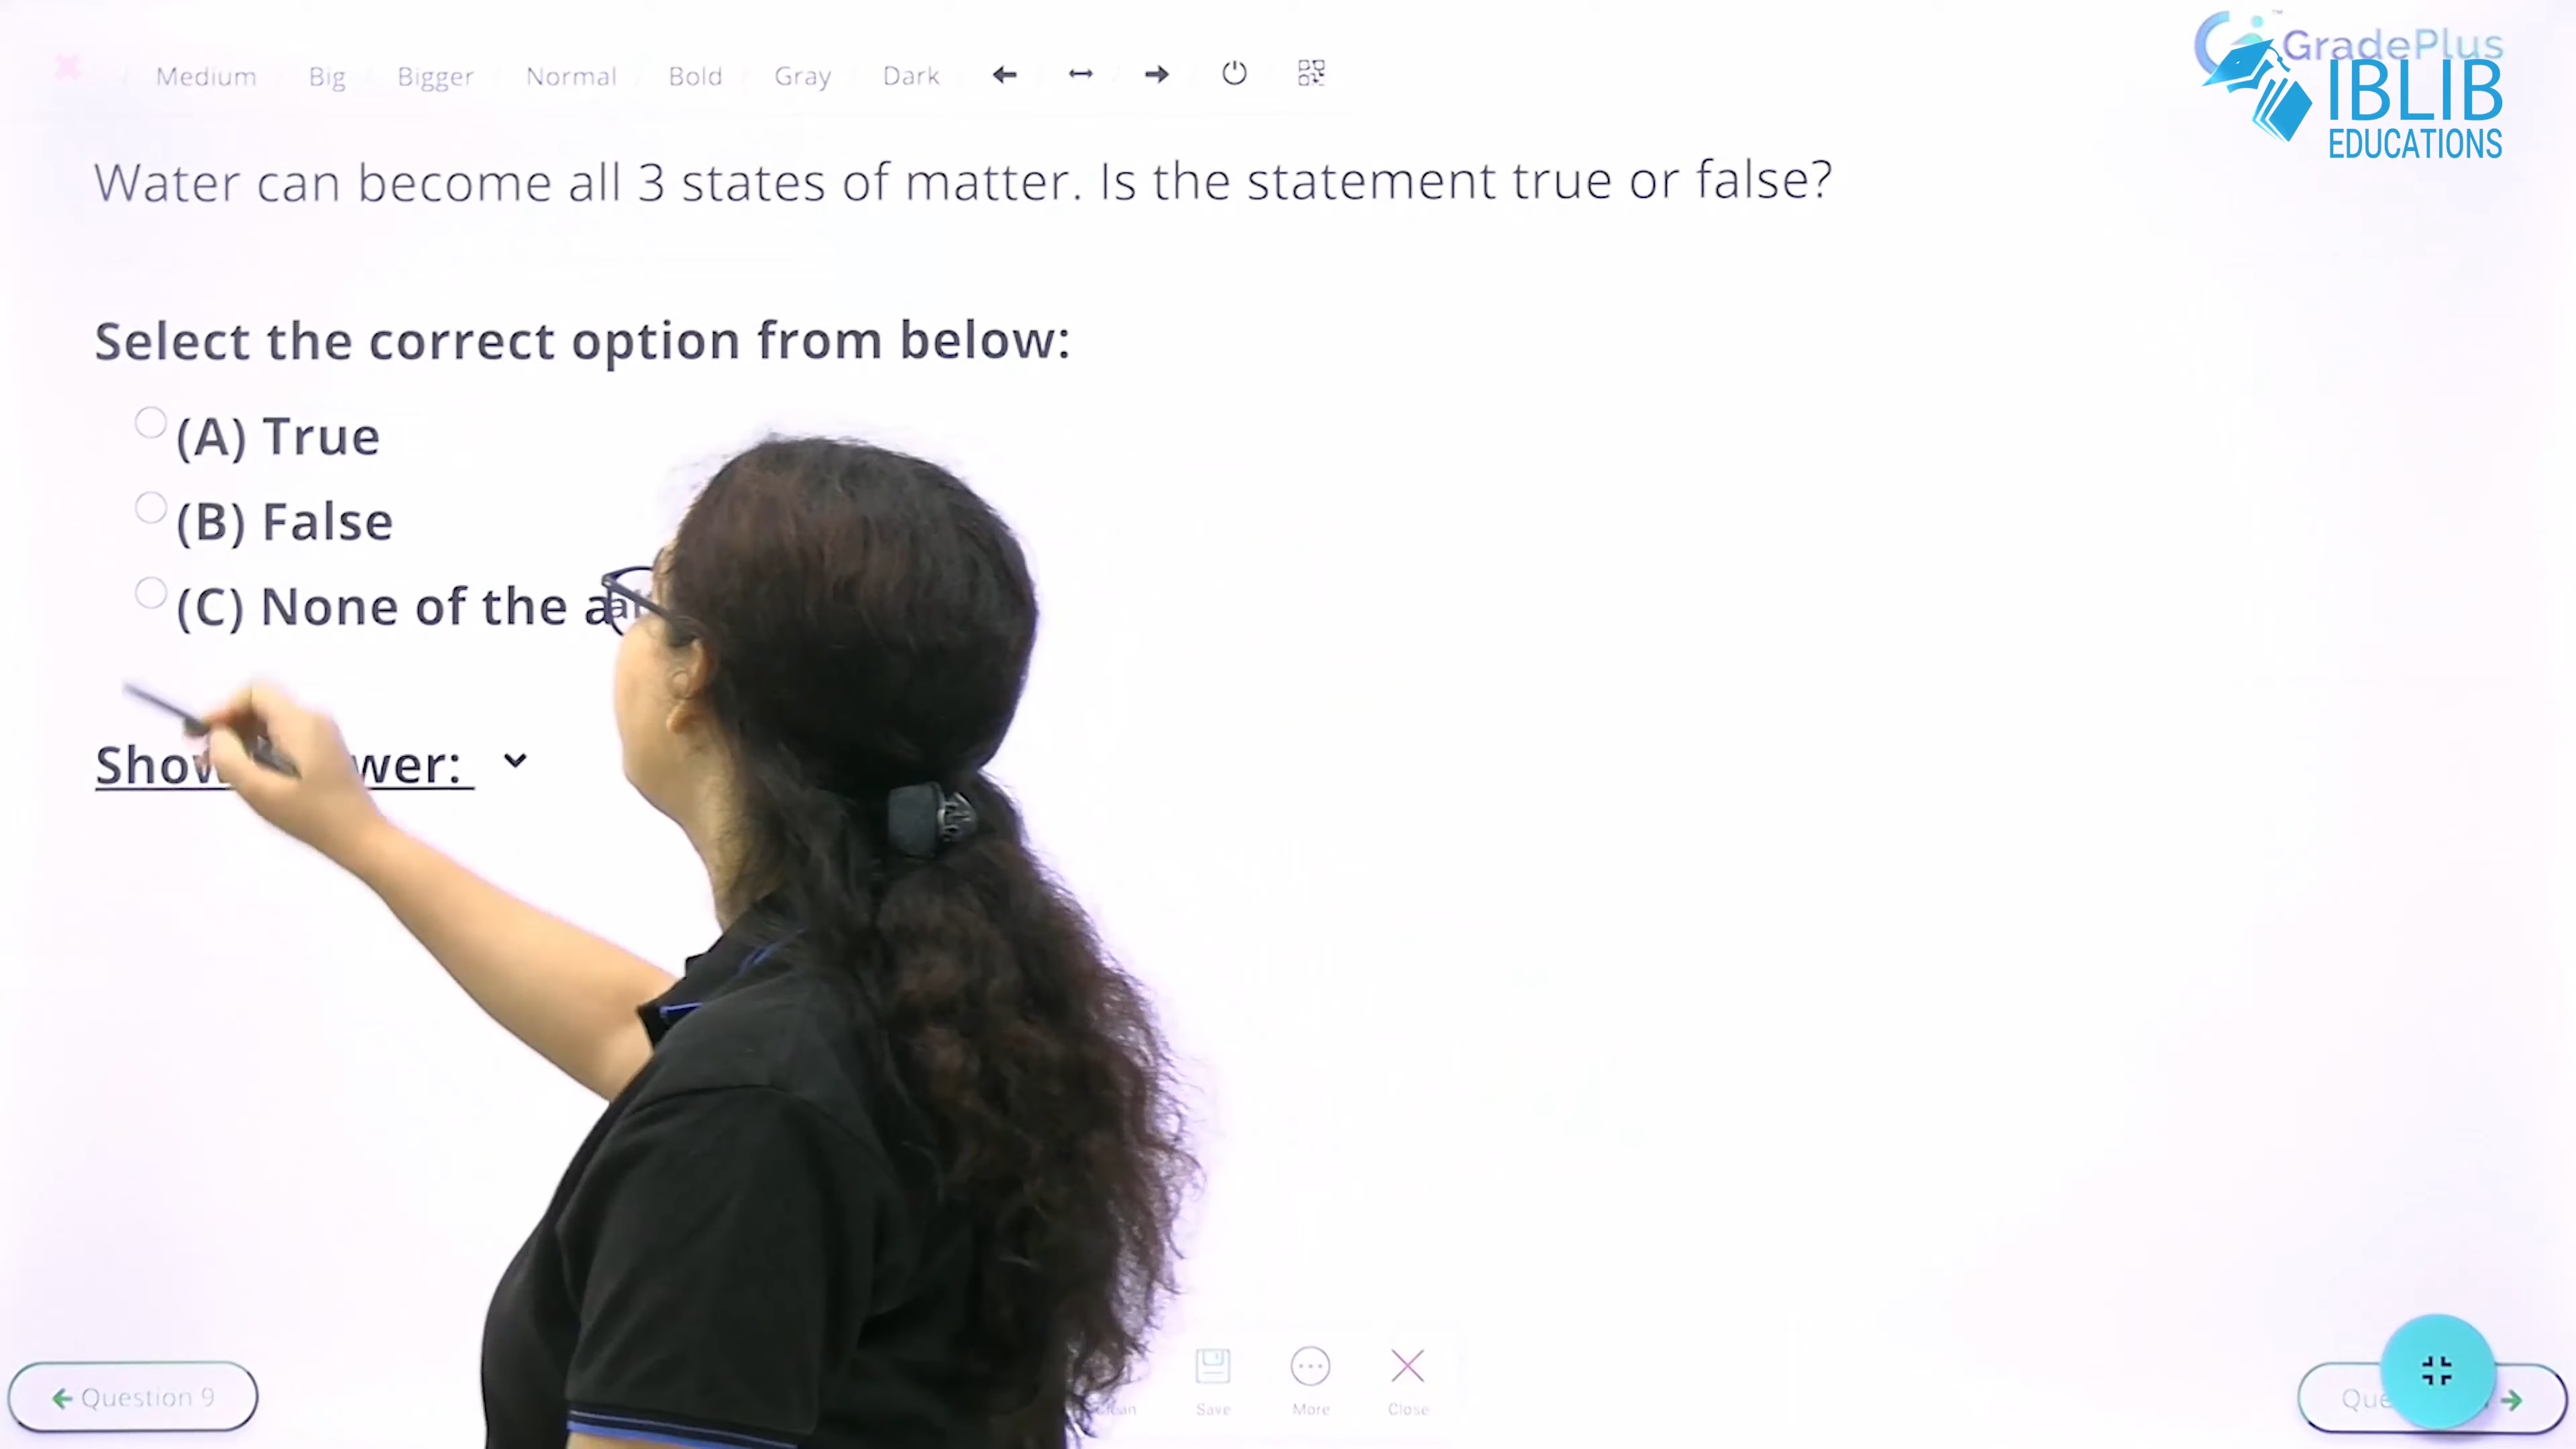 Medium Big Bigger Normal Bold Gray Dark
GradePlus
IBLIB
EDUCATIONS
Water can become all 3 states of matter. Is the statement true or false?
Select the correct option from below:
(A) True
(B) False
(C) None of the
← Question 9
Save More Close